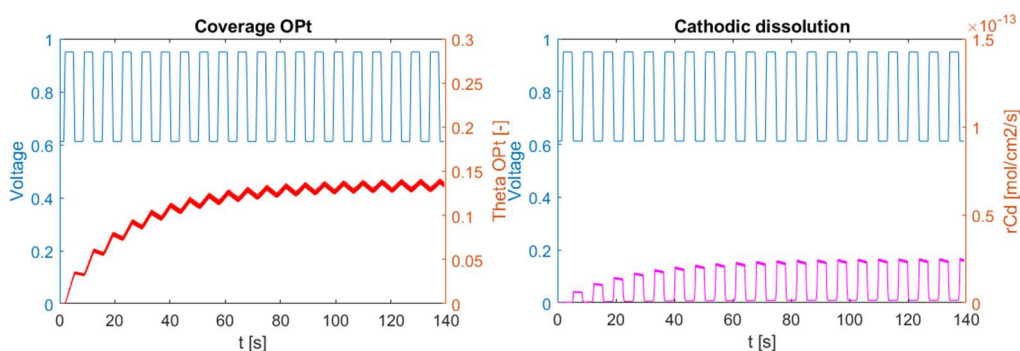 Coverage OPt
1
0.8
0.6
0.4
0.2
0
Voltage
0.3
0.25
0.2
0.15
0.1
0.05
0
Theta OPt [-]
0 20 40 60 80 100 120 140
t [s]
Cathodic dissolution
×10⁻¹³
1
0.8
0.6
0.4
0.2
0
Voltage
1.5
1
0.5
0
rCd [mol/cm2/s]
0 20 40 60 80 100 120 140
t [s]